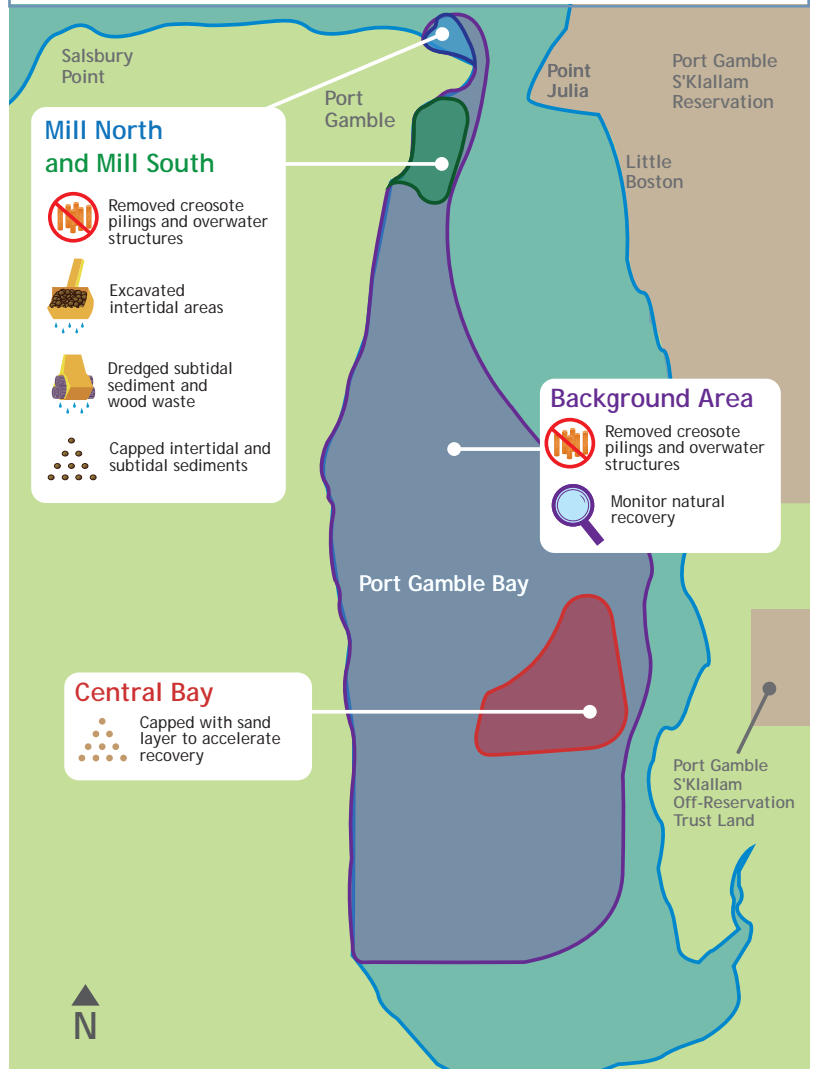 Salsbury
Point
Port
Gamble
Point
Julia
Port Gamble
S'Klallam
Reservation
Little
Boston
Mill North
and Mill South
Removed creosote
pilings and overwater
structures
Excavated
intertidal areas
Dredged subtidal
sediment and
wood waste
Capped intertidal and
subtidal sediments
Background Area
Removed creosote
pilings and overwater
structures
Monitor natural
recovery
Port Gamble Bay
Central Bay
Capped with sand
layer to accelerate
recovery
Port Gamble
S'Klallam
Off-Reservation
Trust Land
N